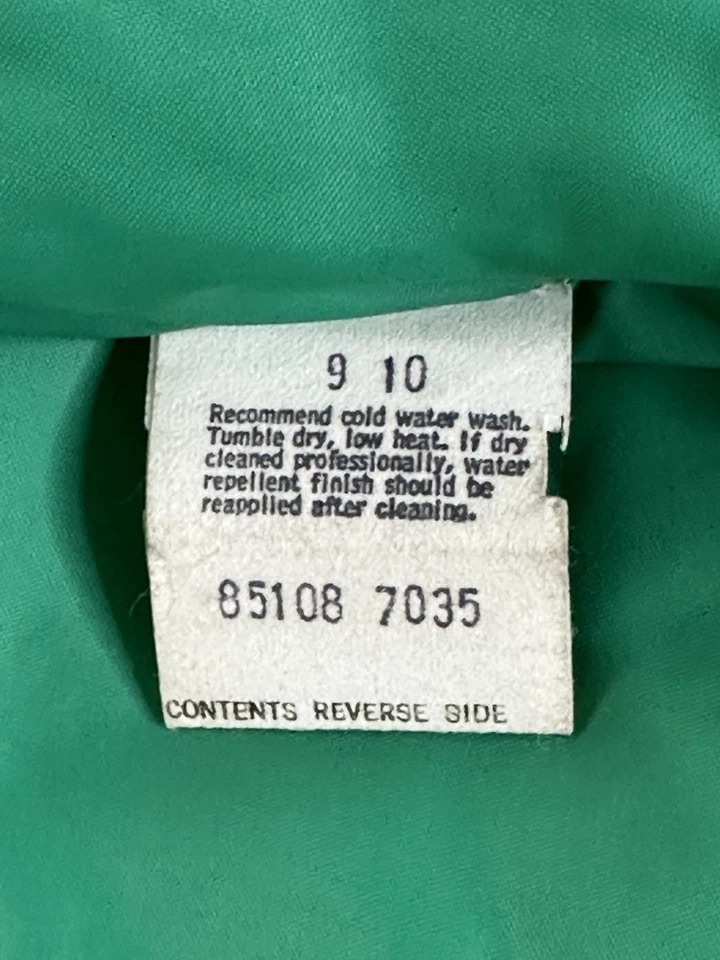 9 10
Recommend cold water wash.
Tumble dry, low heat. If dry
cleaned professionally, water
repellent finish should be
reapplied after cleaning.
85108 7035
CONTENTS REVERSE SIDE